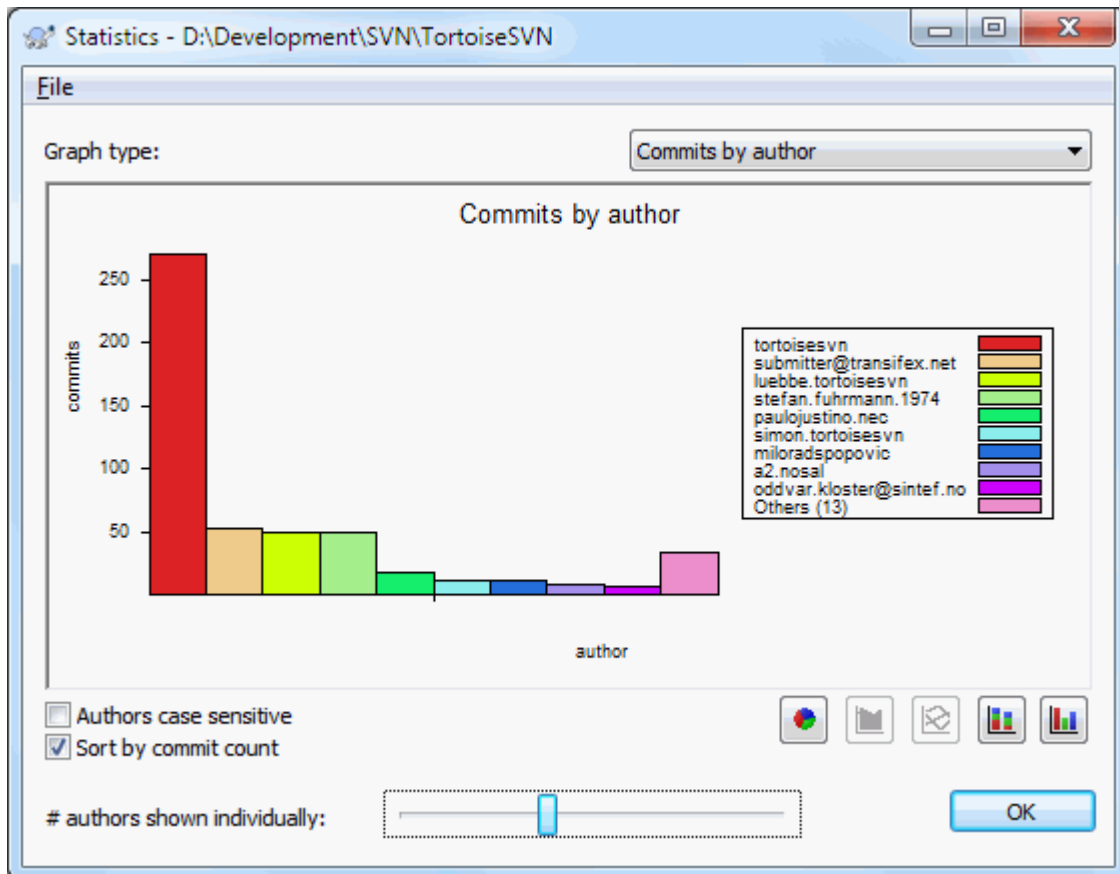 Statistics - D:\Development\SVN\TortoiseSVN
File
Graph type:
Commits by author
Commits by author
250
200
150
100
50
commits
author
tortoisesvn
submitter@transifex.net
luebbe.tortoisesvn
stefan.fuhrmann.1974
paulojustino.nec
simon.tortoisesvn
miloradspopovic
a2.nosal
oddvar.kloster@sintef.no
Others (13)
Authors case sensitive
Sort by commit count
# authors shown individually:
OK